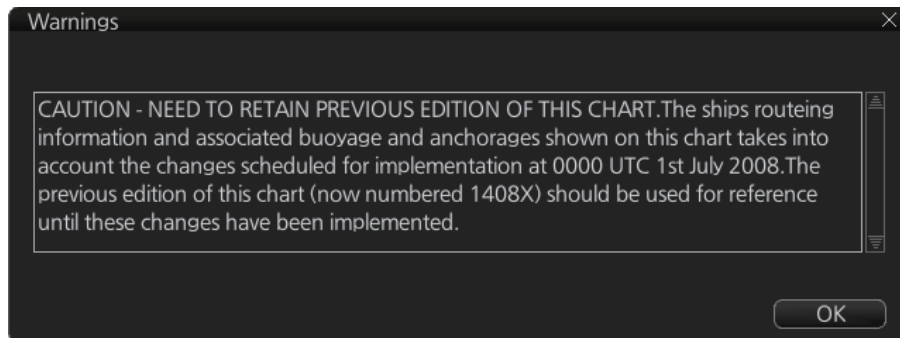 Warnings
CAUTION - NEED TO RETAIN PREVIOUS EDITION OF THIS CHART.The ships routeing
information and associated buoyage and anchorages shown on this chart takes into
account the changes scheduled for implementation at 0000 UTC 1st July 2008.The
previous edition of this chart (now numbered 1408X) should be used for reference
until these changes have been implemented.
OK